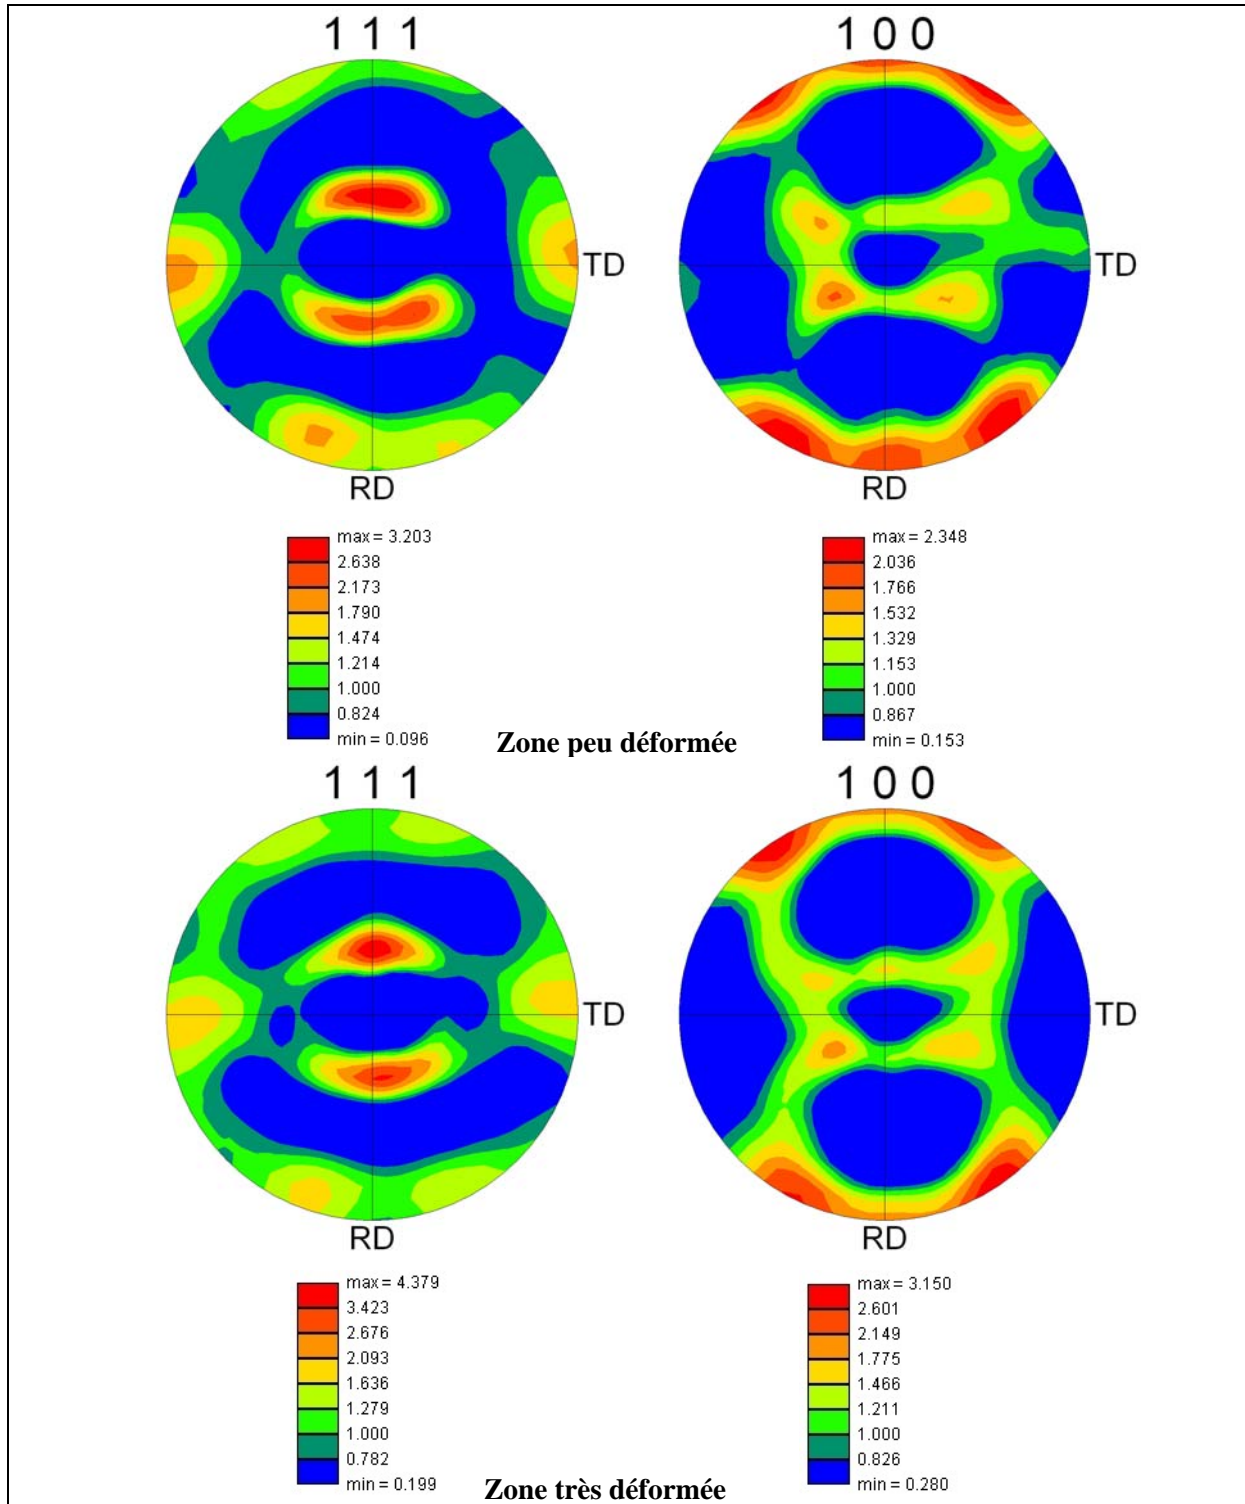 1 1 1
1 0 0
TD
TD
RD
RD
max = 3.203
2.638
2.173
1.790
1.474
1.214
1.000
0.824
min = 0.096
max = 2.348
2.036
1.766
1.532
1.329
1.153
1.000
0.867
min = 0.153
Zone peu déformée
1 1 1
1 0 0
TD
TD
RD
RD
max = 4.379
3.423
2.676
2.093
1.636
1.279
1.000
0.782
min = 0.199
max = 3.150
2.601
2.149
1.775
1.466
1.211
1.000
0.826
min = 0.280
Zone très déformée